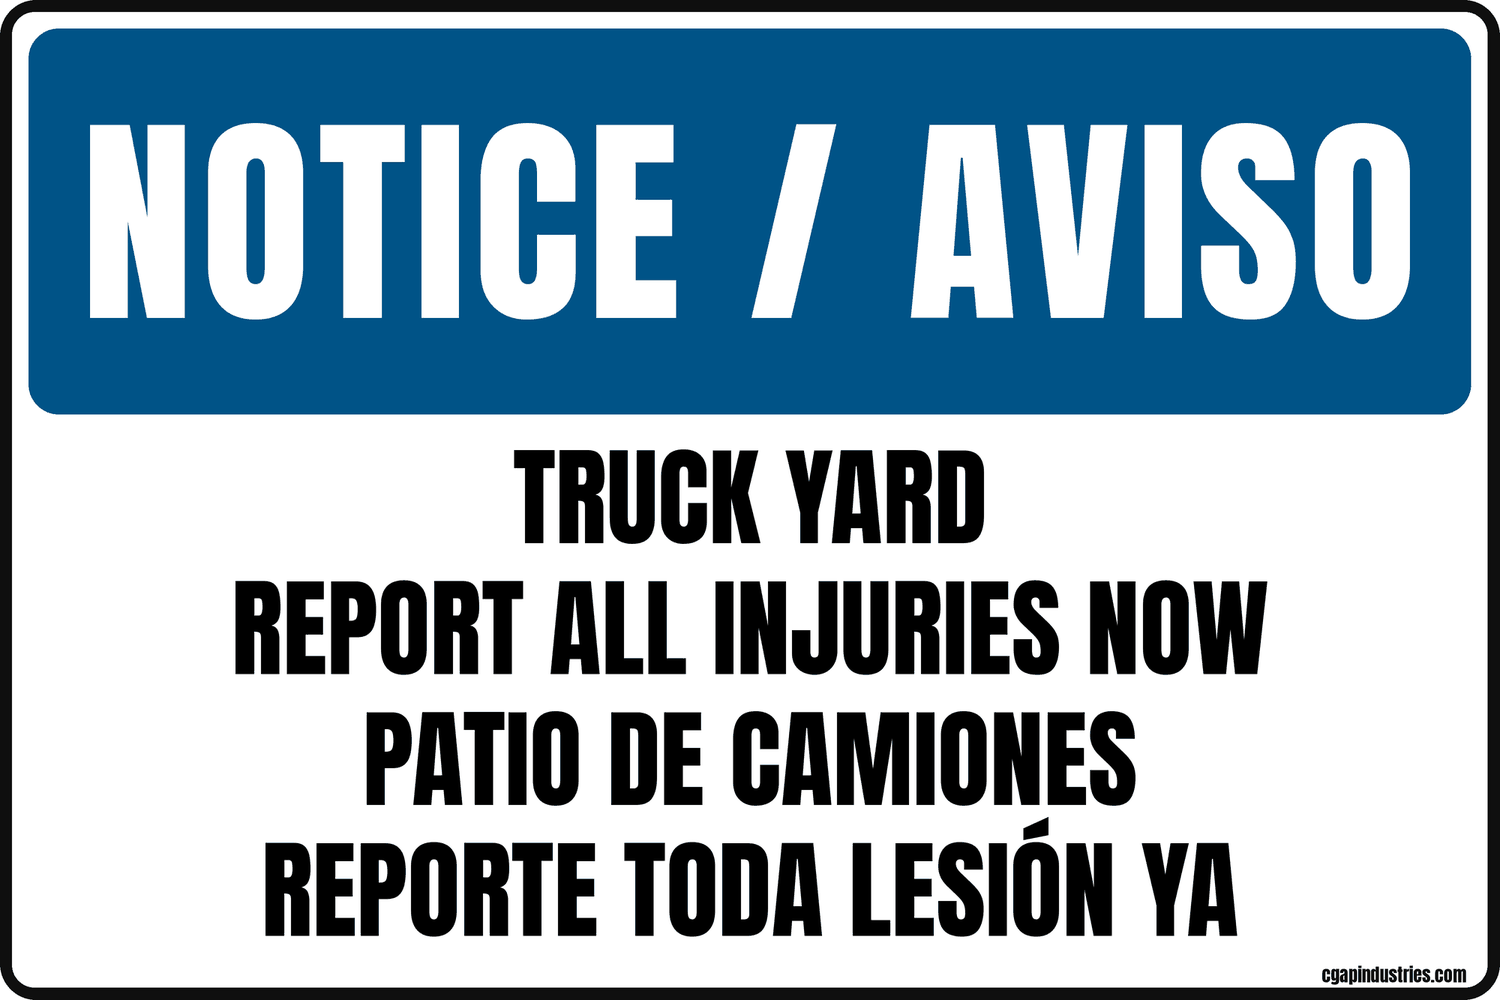 NOTICE / AVISO
TRUCK YARD
REPORT ALL INJURIES NOW
PATIO DE CAMIONES
REPORTE TODA LESIÓN YA
cgapindustries.com